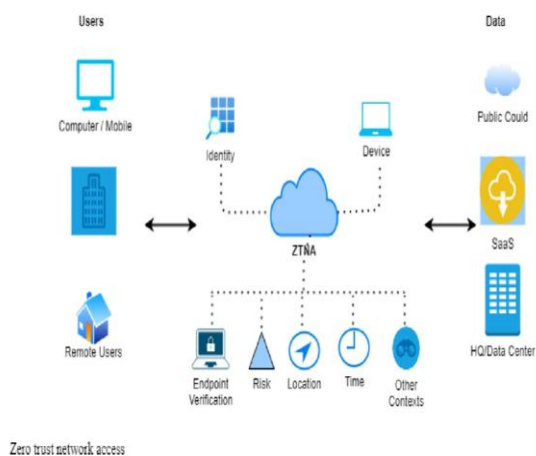 Users
Data
Computer / Mobile
Identity
Device
Public Could
ZTNA
SaaS
Remote Users
HQ/Data Center
Endpoint
Verification
Risk
Location
Time
Other
Contexts
Zero trust network access